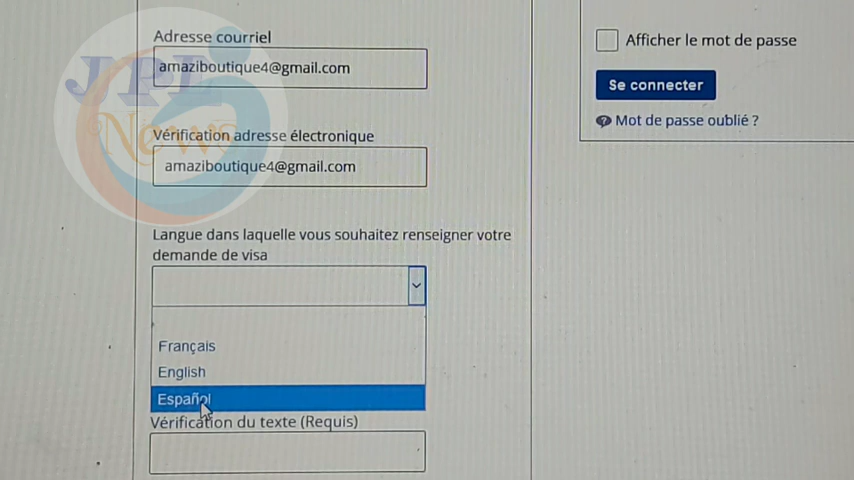 Adresse courriel
amaziboutique4@gmail.com
Vérification adresse électronique
amaziboutique4@gmail.com
Langue dans laquelle vous souhaitez renseigner votre
demande de visa
Français
English
Español
Vérification du texte (Requis)
Afficher le mot de passe
Se connecter
Mot de passe oublié ?
JPL
News